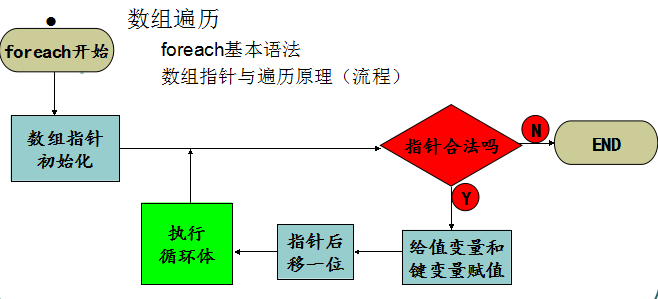 数组遍历
foreach基本语法
数组指针与遍历原理（流程）
foreach开始
数组指针
初始化
指针合法吗
N
END
Y
给值变量和
键变量赋值
指针后
移一位
执行
循环体